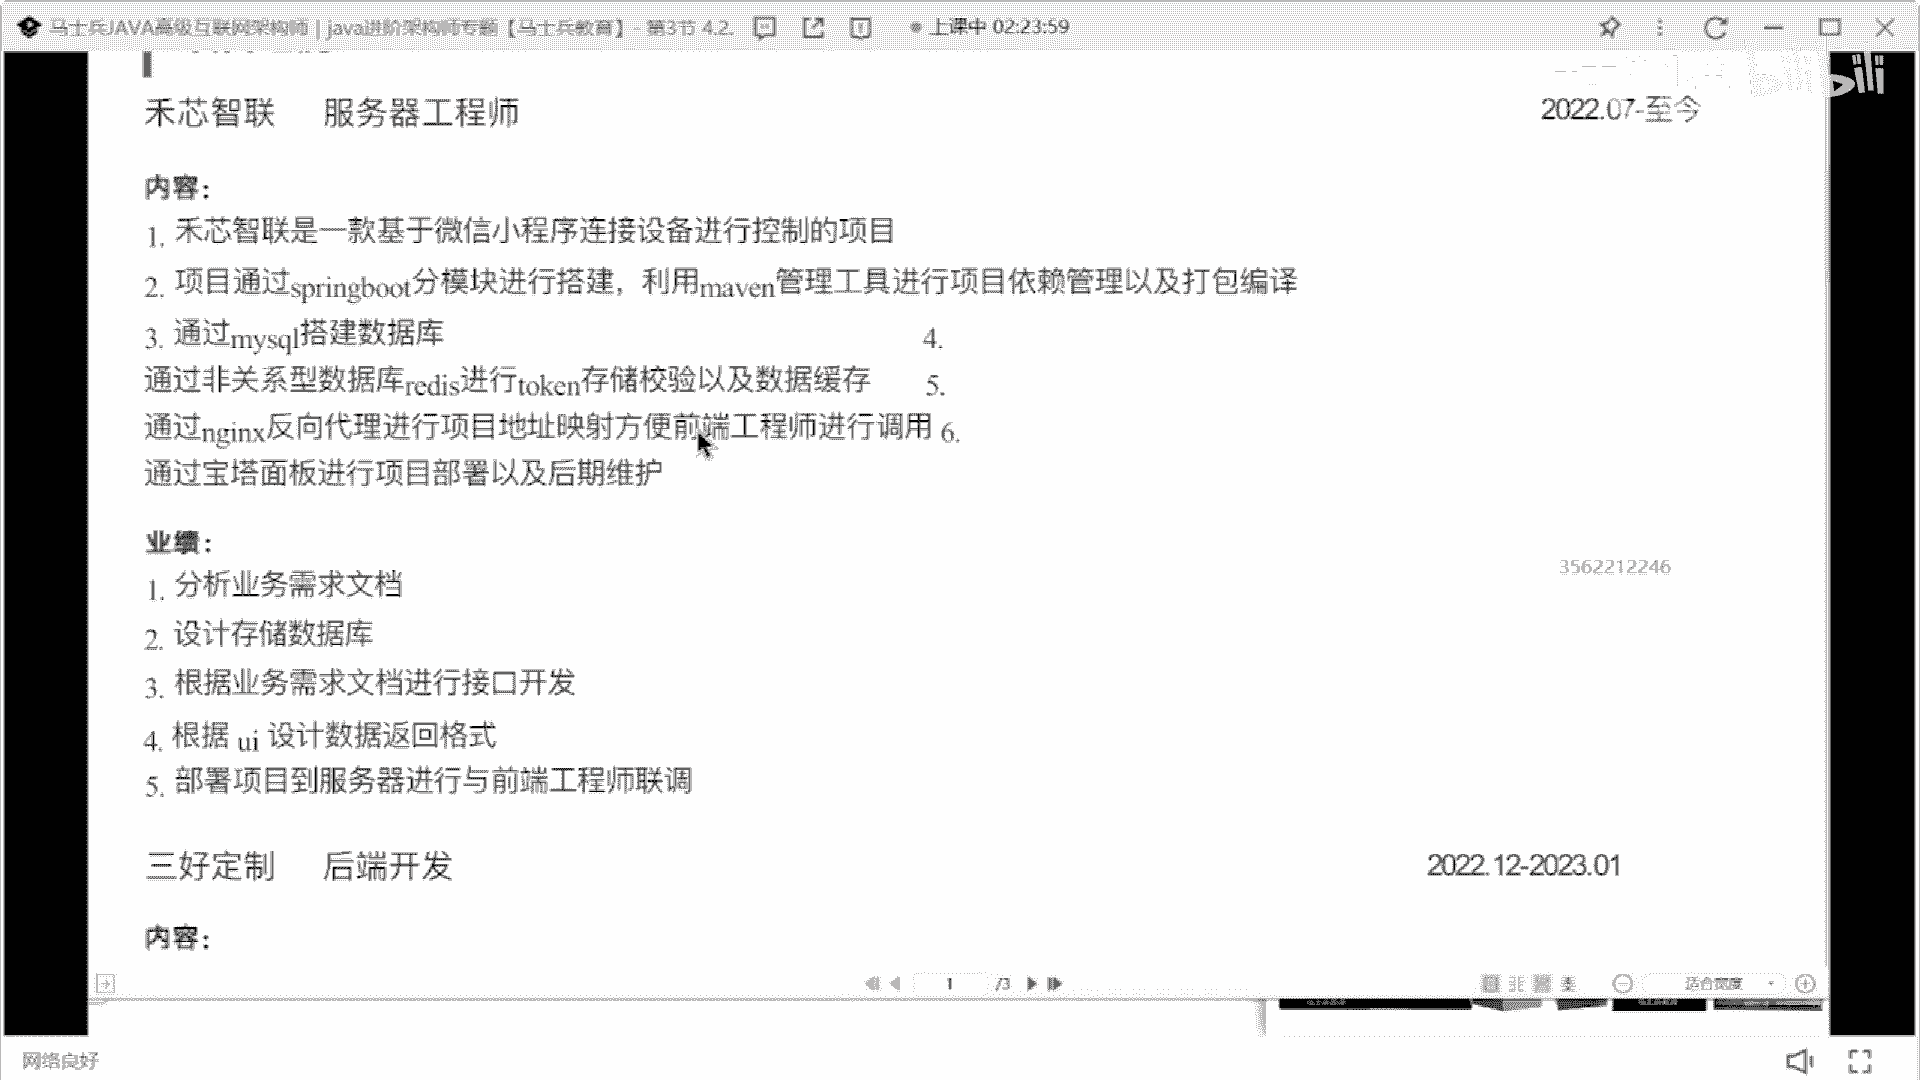 马士兵JAVA高级互联网架构师 | java进阶架构师专题【马士兵教育】 - 第3节 4.2. 上课中 02:23:59
bili
禾芯智联 服务器工程师 2022.07-至今
内容：
1. 禾芯智联是一款基于微信小程序连接设备进行控制的项目
2. 项目通过springboot分模块进行搭建，利用maven管理工具进行项目依赖管理以及打包编译
3. 通过mysql搭建数据库 4.
通过非关系型数据库redis进行token存储校验以及数据缓存 5.
通过nginx反向代理进行项目地址映射方便前端工程师进行调用 6.
通过宝塔面板进行项目部署以及后期维护
业绩：
3562212246
1. 分析业务需求文档
2. 设计存储数据库
3. 根据业务需求文档进行接口开发
4. 根据 ui 设计数据返回格式
5. 部署项目到服务器进行与前端工程师联调
三好定制 后端开发 2022.12-2023.01
内容：
1 /3 适合宽度
网络良好